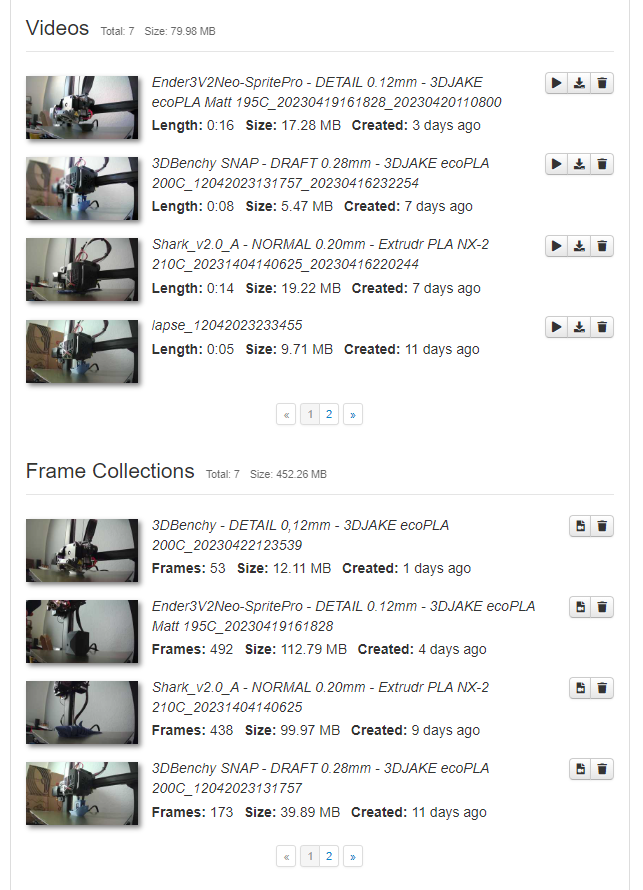 Videos Total: 7 Size: 79.98 MB
Ender3V2Neo-SpritePro - DETAIL 0.12mm - 3DJAKE
ecoPLA Matt 195C_20230419161828_20230420110800
Length: 0:16 Size: 17.28 MB Created: 3 days ago
3DBenchy SNAP - DRAFT 0.28mm - 3DJAKE ecoPLA
200C_12042023131757_20230416232254
Length: 0:08 Size: 5.47 MB Created: 7 days ago
Shark_v2.0_A - NORMAL 0.20mm - Extrudr PLA NX-2
210C_20231404140625_20230416220244
Length: 0:14 Size: 19.22 MB Created: 7 days ago
lapse_12042023233455
Length: 0:05 Size: 9.71 MB Created: 11 days ago
« 1 2 »
Frame Collections Total: 7 Size: 452.26 MB
3DBenchy - DETAIL 0,12mm - 3DJAKE ecoPLA
200C_20230422123539
Frames: 53 Size: 12.11 MB Created: 1 days ago
Ender3V2Neo-SpritePro - DETAIL 0.12mm - 3DJAKE ecoPLA
Matt 195C_20230419161828
Frames: 492 Size: 112.79 MB Created: 4 days ago
Shark_v2.0_A - NORMAL 0.20mm - Extrudr PLA NX-2
210C_20231404140625
Frames: 438 Size: 99.97 MB Created: 9 days ago
3DBenchy SNAP - DRAFT 0.28mm - 3DJAKE ecoPLA
200C_12042023131757
Frames: 173 Size: 39.89 MB Created: 11 days ago
« 1 2 »